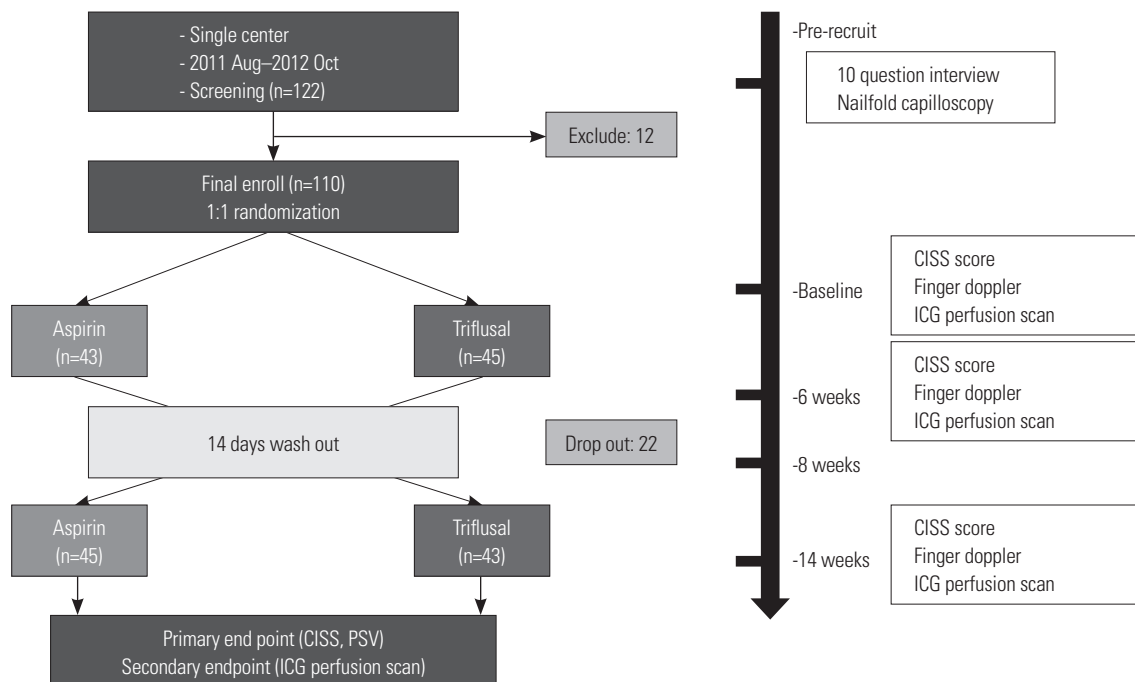 - Single center
- 2011 Aug–2012 Oct
- Screening (n=122)
Exclude: 12
Final enroll (n=110)
1:1 randomization
Aspirin
(n=43)
Triflusal
(n=45)
14 days wash out
Drop out: 22
Aspirin
(n=45)
Triflusal
(n=43)
Primary end point (CISS, PSV)
Secondary endpoint (ICG perfusion scan)
-Pre-recruit
10 question interview
Nailfold capilloscopy
-Baseline
CISS score
Finger doppler
ICG perfusion scan
-6 weeks
CISS score
Finger doppler
ICG perfusion scan
-8 weeks
-14 weeks
CISS score
Finger doppler
ICG perfusion scan